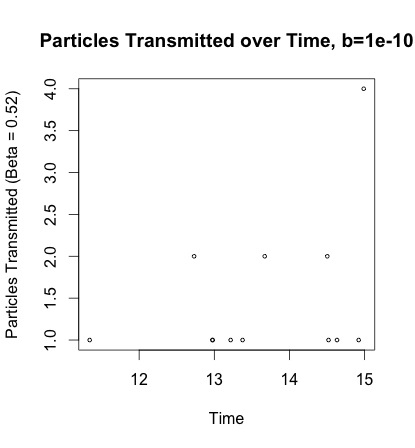 Particles Transmitted over Time, b=1e-10
Particles Transmitted (Beta = 0.52)
4.0
3.5
3.0
2.5
2.0
1.5
1.0
12 13 14 15
Time